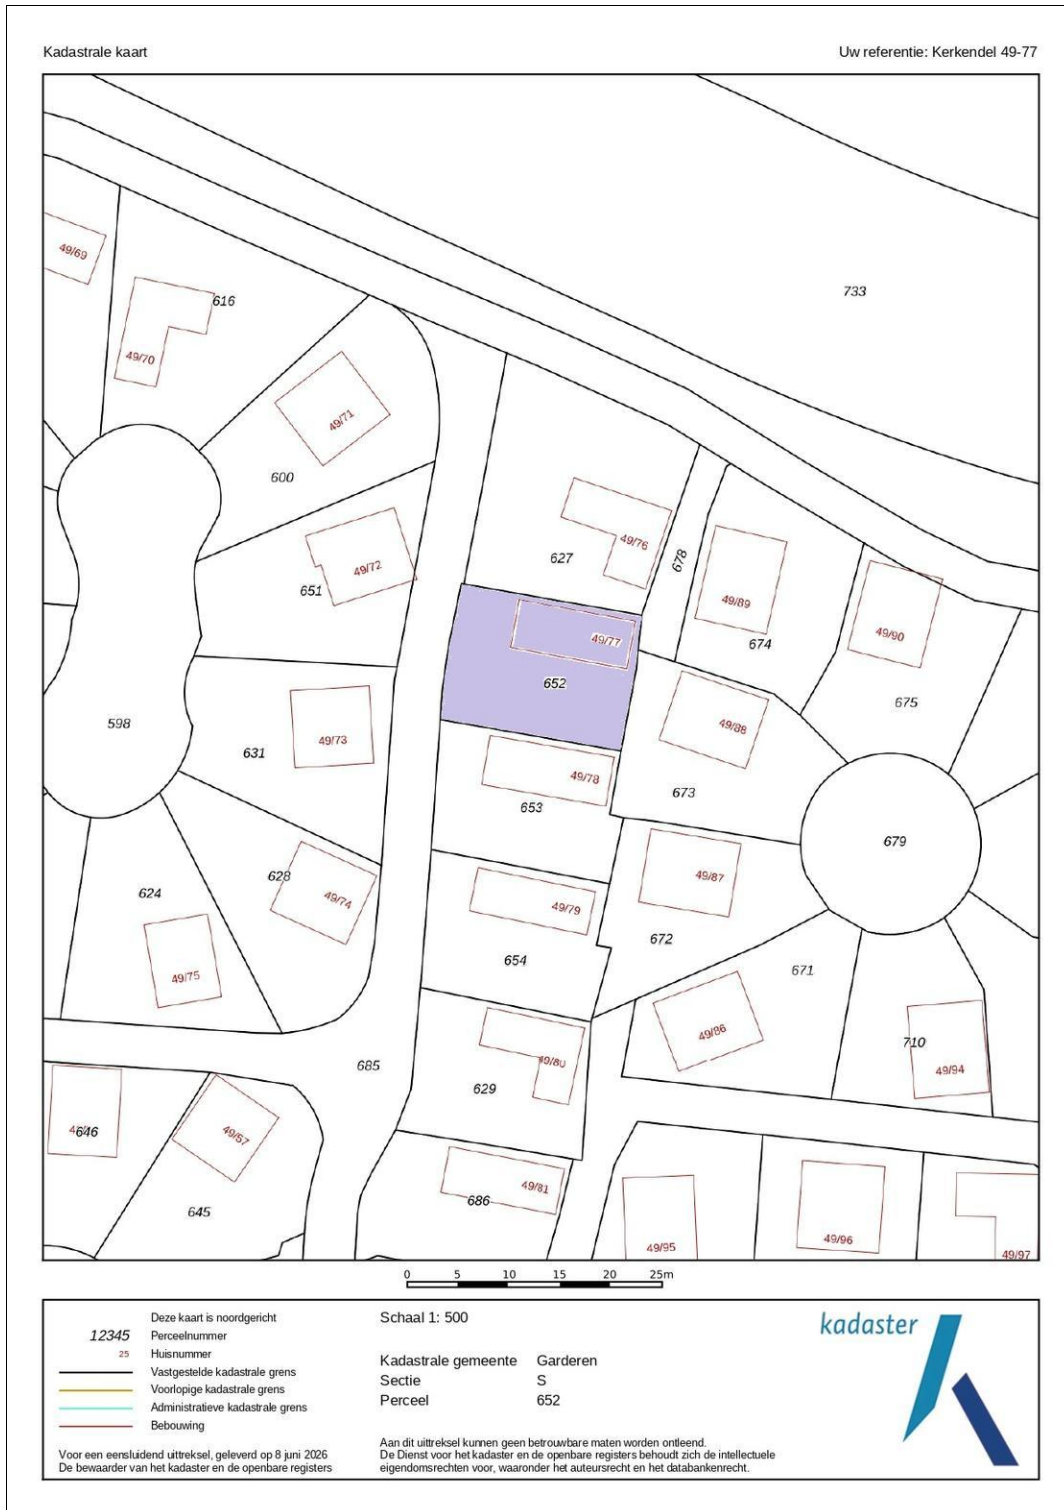 Kadastrale kaart
Uw referentie: Kerkendel 49-77
49/69
616
49/70
733
49/71
600
49/72
651
49/76
627
678
49/89
674
49/90
675
49/77
652
49/88
673
598
49/73
631
49/78
653
679
628
49/74
624
49/75
49/87
672
49/79
654
671
49/86
710
49/94
685
49/80
629
646
49/57
645
49/81
686
49/95
49/96
49/97
0 5 10 15 20 25m
Deze kaart is noordgericht
12345 Perceelnummer
25 Huisnummer
Vastgestelde kadastrale grens
Voorlopige kadastrale grens
Administratieve kadastrale grens
Bebouwing
Voor een eensluidend uittreksel, geleverd op 8 juni 2026
De bewaarder van het kadaster en de openbare registers
Schaal 1: 500
Kadastrale gemeente Garderen
Sectie S
Perceel 652
Aan dit uittreksel kunnen geen betrouwbare maten worden ontleend.
De Dienst voor het kadaster en de openbare registers behoudt zich de intellectuele
eigendomsrechten voor, waaronder het auteursrecht en het databankenrecht.
kadaster